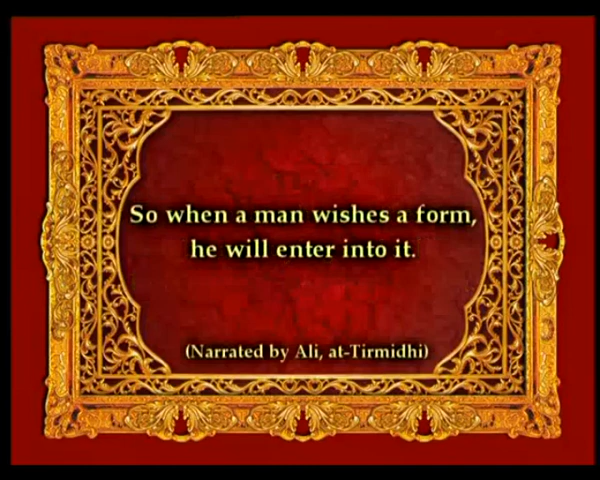 So when a man wishes a form,
he will enter into it.
(Narrated by Ali, at-Tirmidhi)